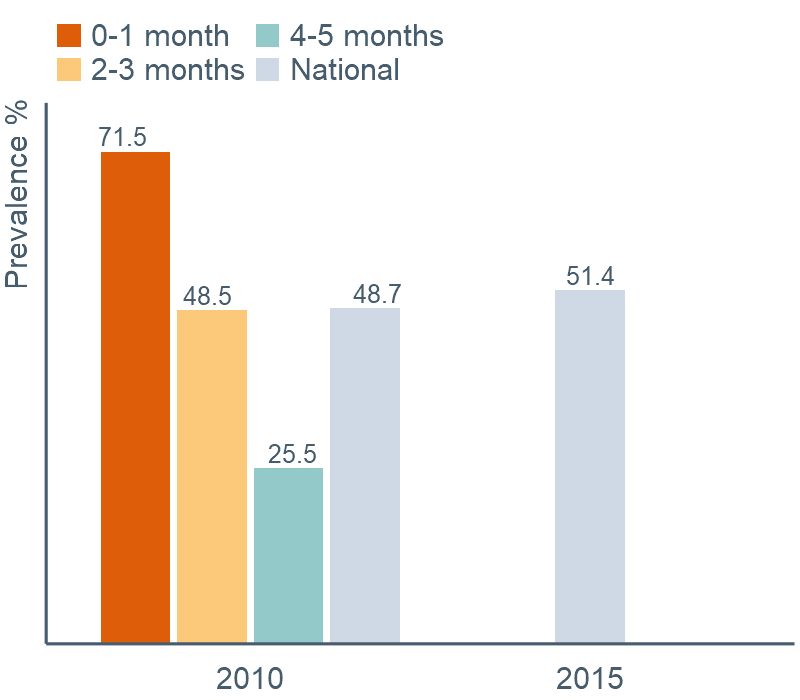 0-1 month
4-5 months
2-3 months
National
Prevalence %
71.5
48.5
25.5
48.7
51.4
2010
2015